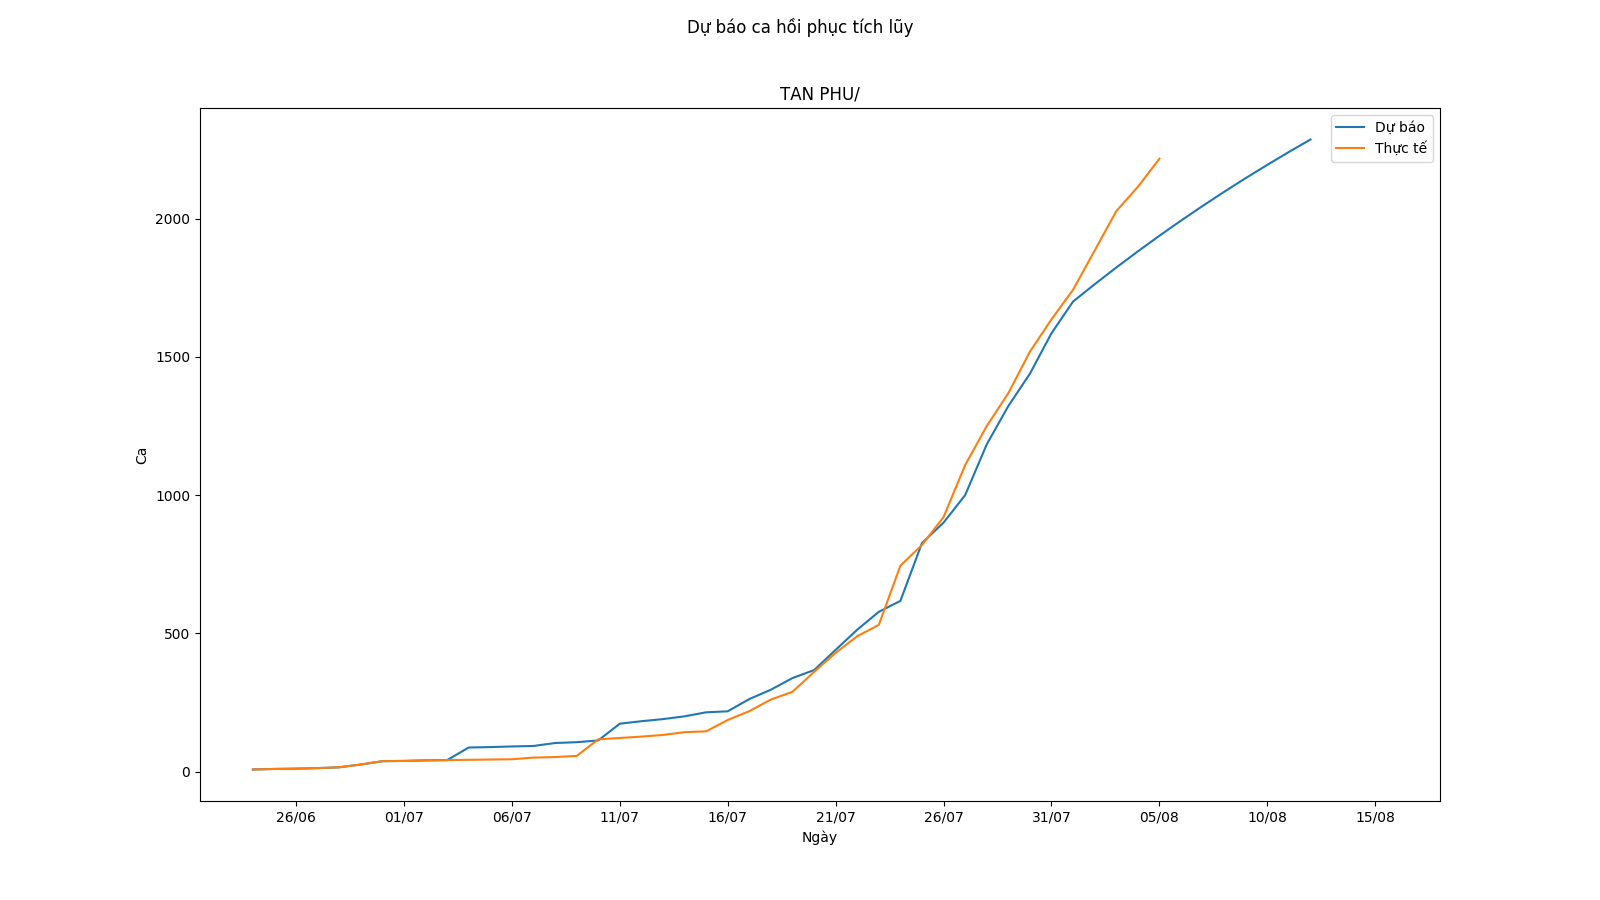 Dự báo ca hồi phục tích lũy
TAN PHU/
Dự báo
Thực tế
Ca
2000
1500
1000
500
0
26/06
01/07
06/07
11/07
16/07
21/07
26/07
31/07
05/08
10/08
15/08
Ngày